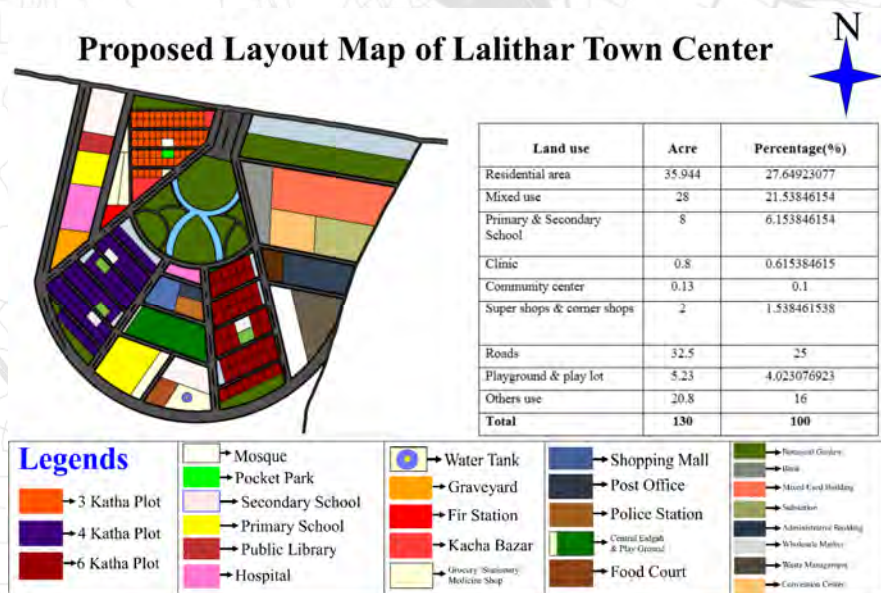 Proposed Layout Map of Lalithar Town Center
N
Land use Acre Percentage(%)
Residential area 35.944 27.64923077
Mixed use 28 21.53846154
Primary & Secondary
School 8 6.153846154
Clinic 0.8 0.615384615
Community center 0.13 0.1
Super shops & corner shops 2 1.538461538
Roads 32.5 25
Playground & play lot 5.23 4.023076923
Others use 20.8 16
Total 130 100
Legends
3 Katha Plot
4 Katha Plot
6 Katha Plot
Mosque
Pocket Park
Secondary School
Primary School
Public Library
Hospital
Water Tank
Graveyard
Fir Station
Kacha Bazar
Grocery/Stationary/
Medicine Shop
Shopping Mall
Post Office
Police Station
Central Eidgah
& Play Ground
Food Court
Botanical Garden
Bank
Mixed Used Building
Substation
Administrative Building
Wholesale Market
Waste Management
Convention Center